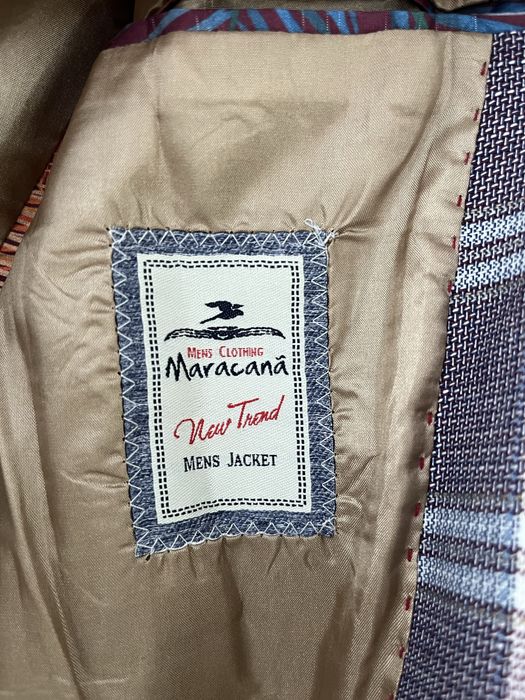 MENS CLOTHING
Maracanã
New Trend
MENS JACKET